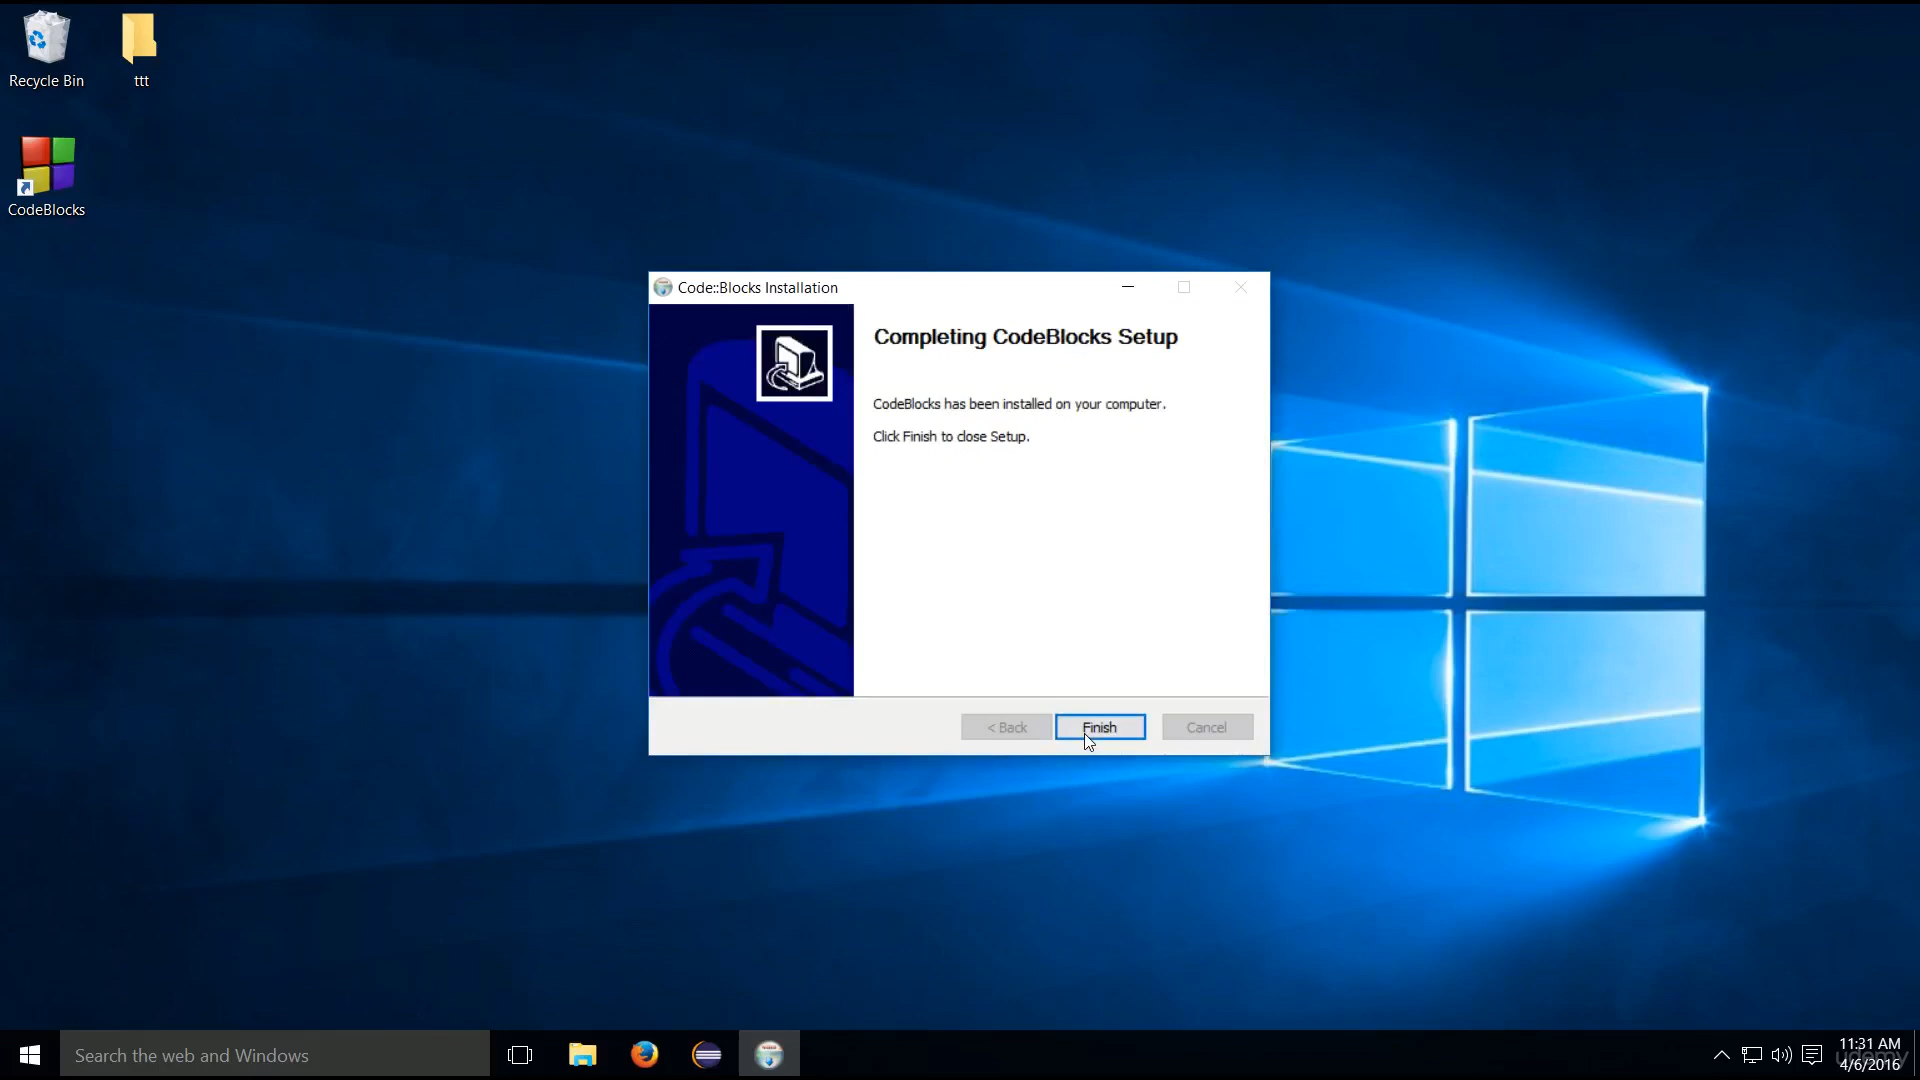 Recycle Bin
ttt
CodeBlocks
Code::Blocks Installation
Completing CodeBlocks Setup
CodeBlocks has been installed on your computer.
Click Finish to close Setup.
< Back
Finish
Cancel
Search the web and Windows
11:31 AM
4/6/2016
udemy